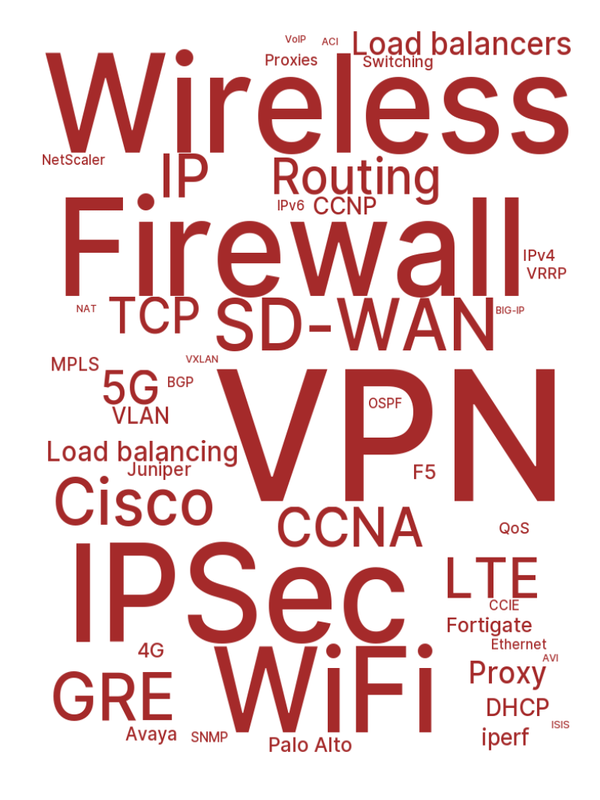 VoIP
ACI
Load balancers
Proxies
Switching
Wireless
NetScaler
IP
Routing
IPv6
CCNP
Firewall
IPv4
VRRP
NAT
TCP
SD-WAN
BIG-IP
MPLS
VXLAN
5G
BGP
VLAN
VPN
OSPF
Load balancing
Juniper
F5
Cisco
CCNA
QoS
IPSec
LTE
CCIE
Fortigate
Ethernet
4G
WiFi
AVI
Proxy
GRE
DHCP
ISIS
Avaya
SNMP
iperf
Palo Alto